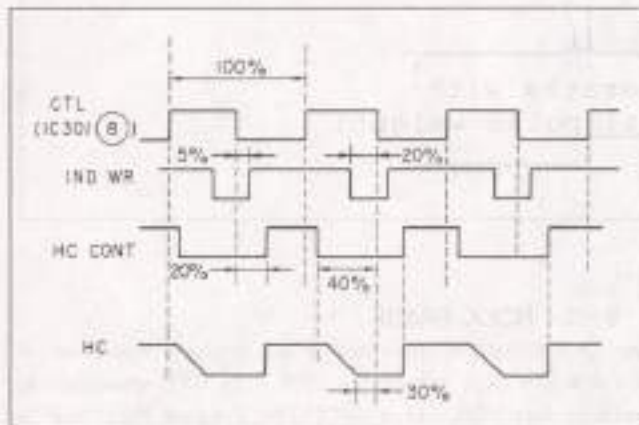 100%
CTL
(IC301 (8))
5%
20%
IND WR
HC CONT
20%
40%
HC
30%